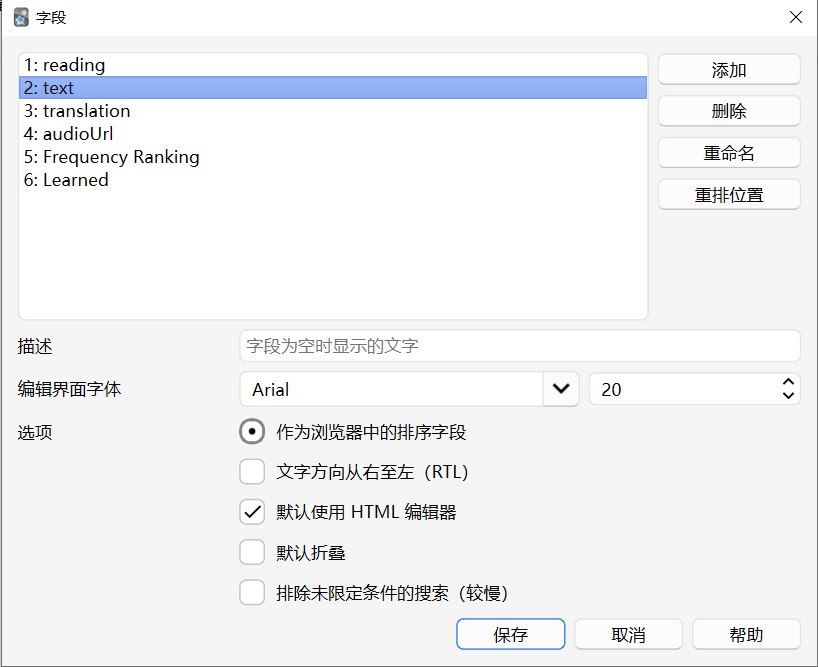 字段
1: reading
2: text
3: translation
4: audioUrl
5: Frequency Ranking
6: Learned
添加
删除
重命名
重排位置
描述
字段为空时显示的文字
编辑界面字体
Arial
20
选项
作为浏览器中的排序字段
文字方向从右至左（RTL）
默认使用 HTML 编辑器
默认折叠
排除未限定条件的搜索（较慢）
保存
取消
帮助